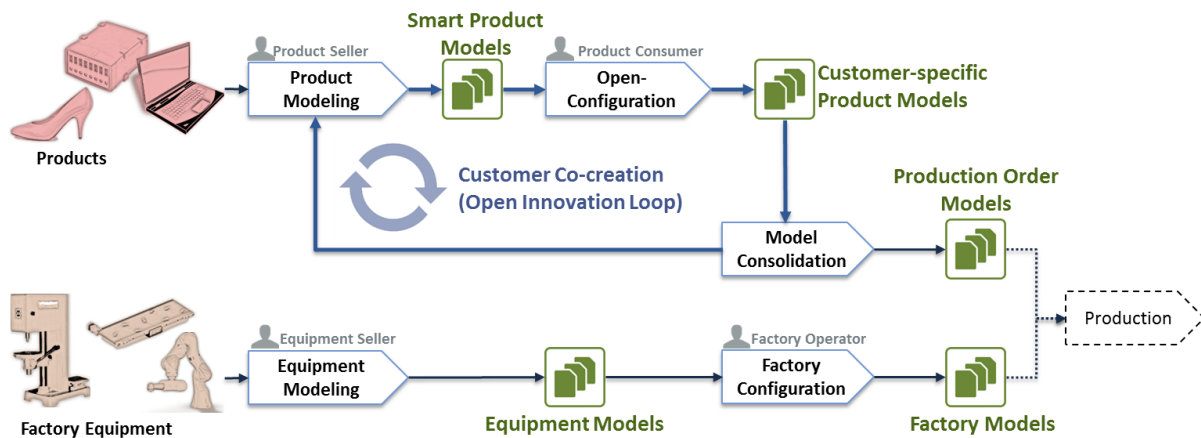 Smart Product
Models
Product Seller
Product
Modeling
Product Consumer
Open-
Configuration
Customer-specific
Product Models
Products
Customer Co-creation
(Open Innovation Loop)
Production Order
Models
Model
Consolidation
Production
Equipment Seller
Equipment
Modeling
Factory Operator
Factory
Configuration
Factory Equipment
Equipment Models
Factory Models